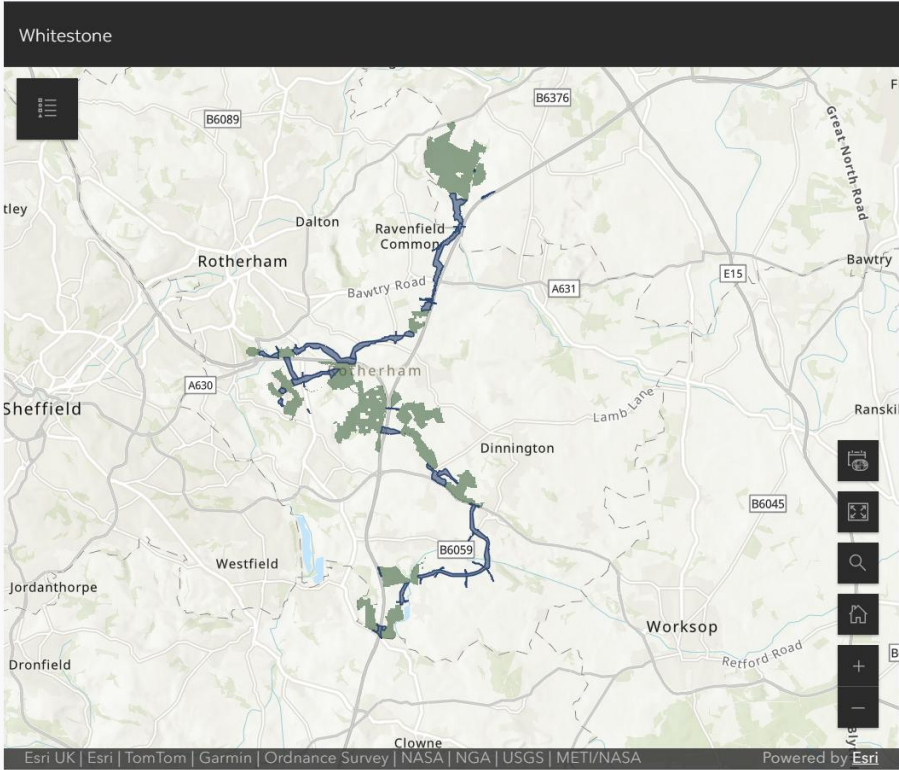 Whitestone
B6376
B6089
F
Great North Road
tley
Dalton
Ravenfield
Common
Rotherham
Bawtry
E15
Bawtry Road
A631
Rotherham
A630
Sheffield
Lamb Lane
Ranskil
Dinnington
B6045
B6059
Westfield
Jordanthorpe
Worksop
Retford Road
B
Dronfield
Bly
Clowne
Esri UK | Esri | TomTom | Garmin | Ordnance Survey | NASA | NGA | USGS | METI/NASA
Powered by Esri